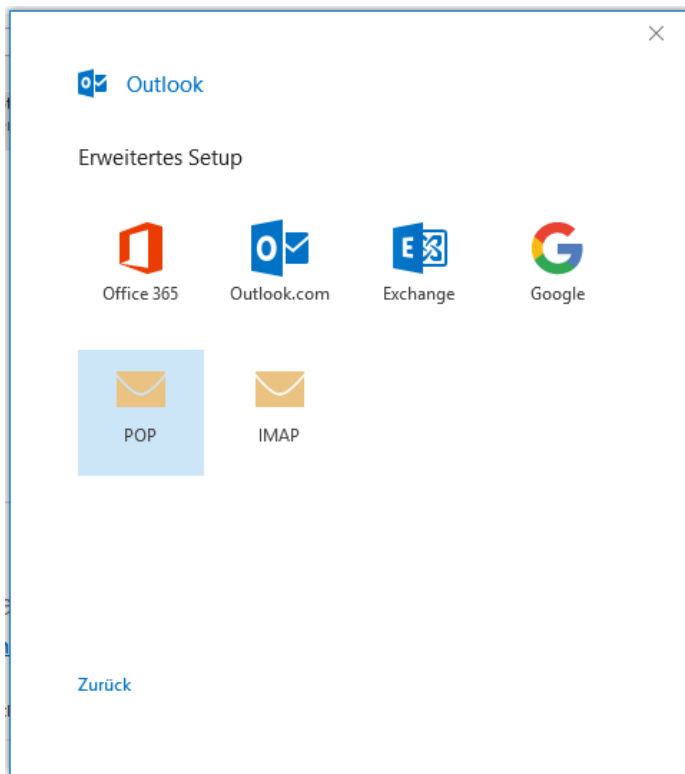 Outlook
Erweitertes Setup
Office 365
Outlook.com
Exchange
Google
POP
IMAP
Zurück